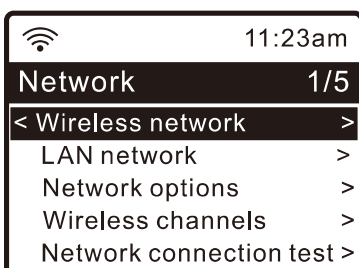 11:23am
Network 1/5
< Wireless network >
LAN network >
Network options >
Wireless channels >
Network connection test >